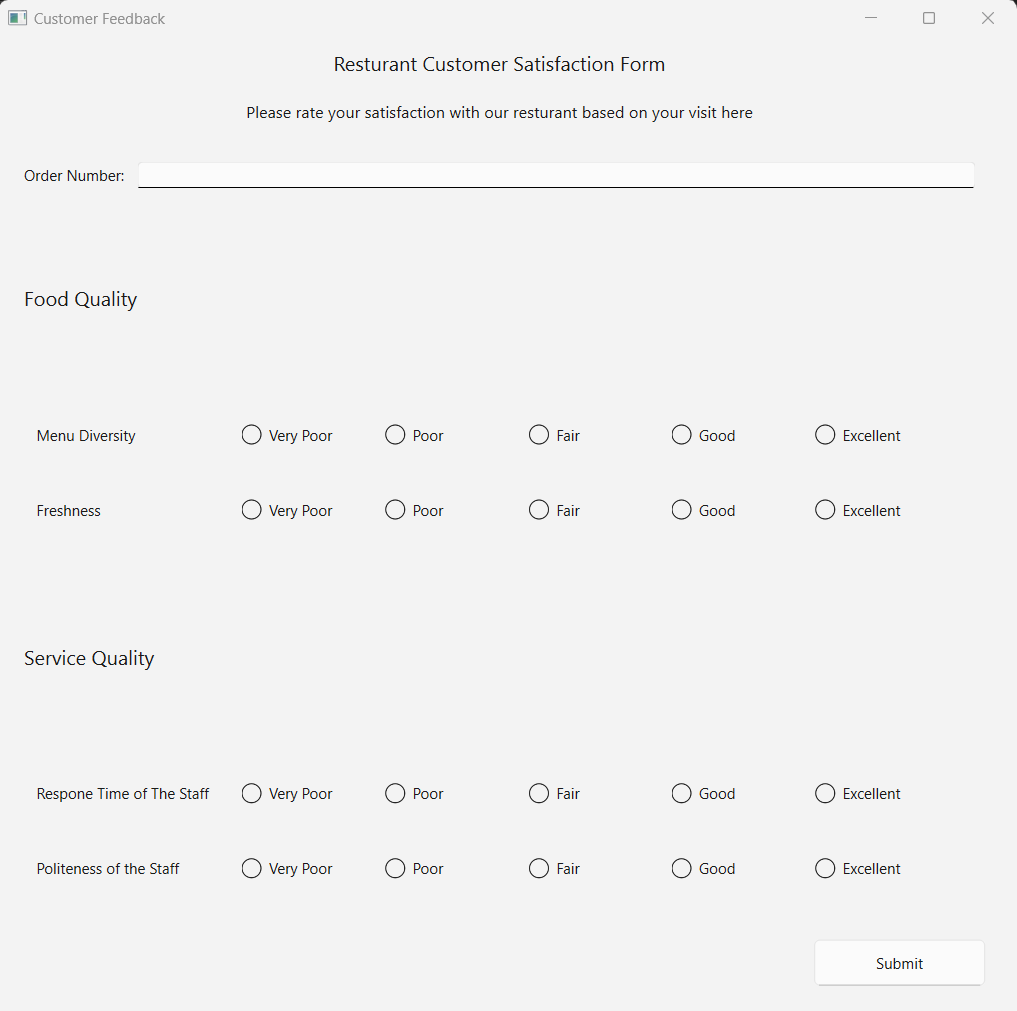 Customer Feedback
Resturant Customer Satisfaction Form
Please rate your satisfaction with our resturant based on your visit here
Order Number:
Food Quality
Menu Diversity Very Poor Poor Fair Good Excellent
Freshness Very Poor Poor Fair Good Excellent
Service Quality
Respone Time of The Staff Very Poor Poor Fair Good Excellent
Politeness of the Staff Very Poor Poor Fair Good Excellent
Submit